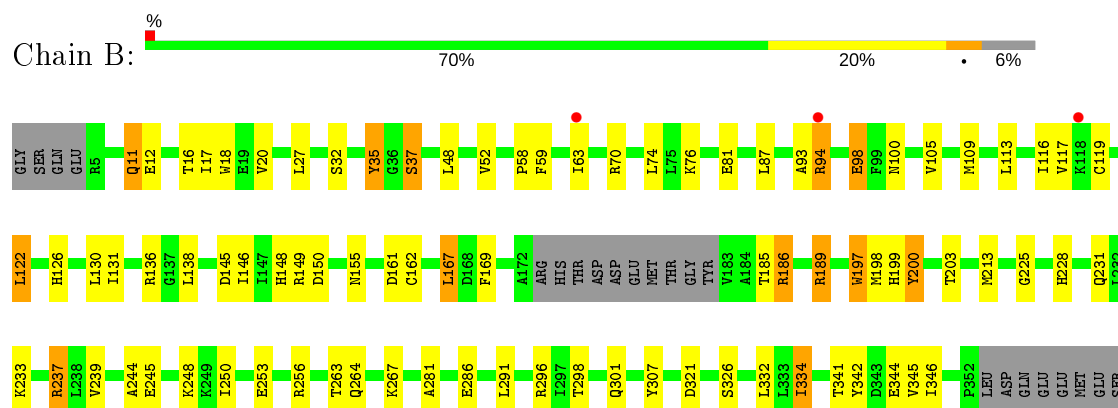 %
Chain B:
70% 20% • 6%
GLY SER GLN GLU R5 Q11 E12 T16 I17 W18 E19 V20 L27 S32 Y35 G36 S37 L48 V52 P58 F59 I63 R70 L74 L75 K76 E81 L87 A93 R94 E98 F99 N100 V105 M109 L113 I116 V117 K118 C119
L122 H126 L130 I131 R136 G137 L138 D145 I146 I147 H148 R149 D150 N155 D161 C162 L167 D168 F169 A172 ARG HIS THR ASP ASP GLU MET THR GLY TYR V183 A184 T185 R186 R189 W197 M198 H199 Y200 T203 M213 G225 H228 Q231 L232
K233 R237 L238 V239 A244 E245 K248 K249 I250 E253 R256 T263 Q264 K267 A281 E286 L291 R296 I297 T298 Q301 Y307 D321 S326 L332 L333 I334 T341 Y342 D343 E344 V345 I346 P352 LEU ASP GLN GLU GLU MET GLU SER